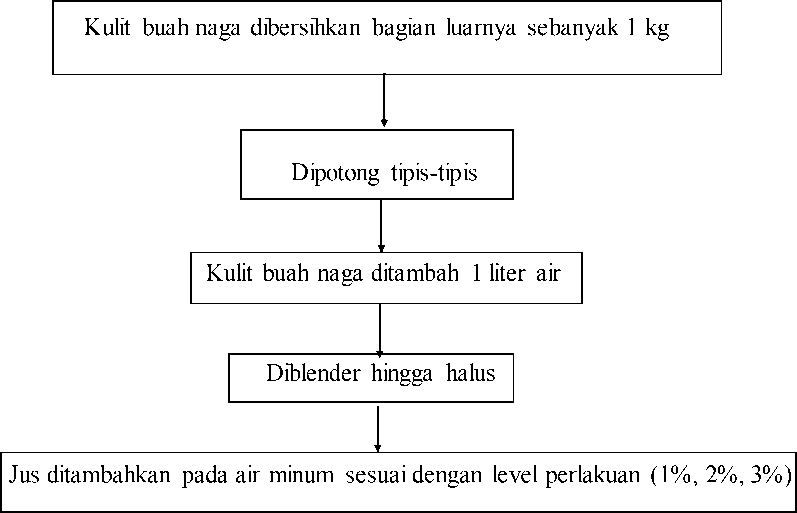 Kulit buah naga dibersihkan bagian luarnya sebanyak 1 kg
Dipotong tipis-tipis
Kulit buah naga ditambah 1 liter air
Diblender hingga halus
Jus ditambahkan pada air minum sesuai dengan level perlakuan (1%, 2%, 3%)